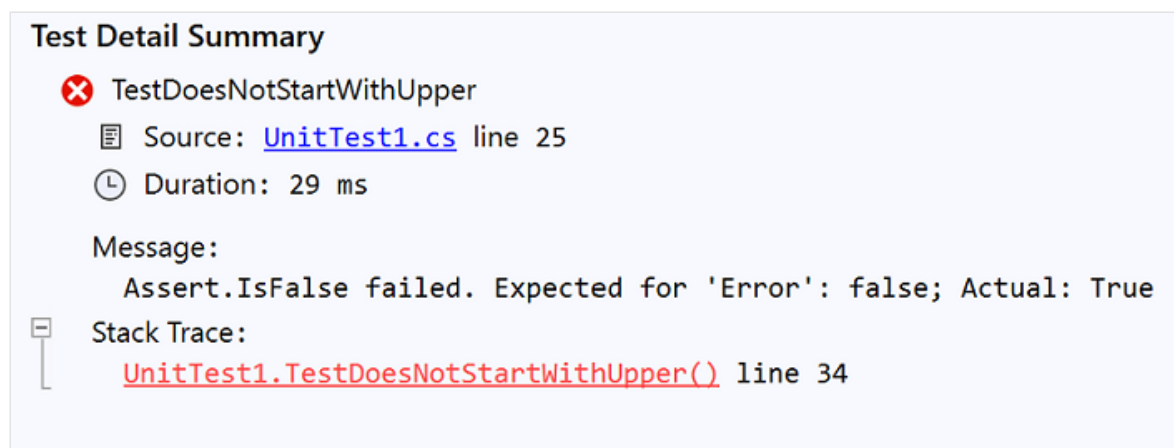 Test Detail Summary
TestDoesNotStartWithUpper
Source: UnitTest1.cs line 25
Duration: 29 ms
Message:
Assert.IsFalse failed. Expected for 'Error': false; Actual: True
Stack Trace:
UnitTest1.TestDoesNotStartWithUpper() line 34